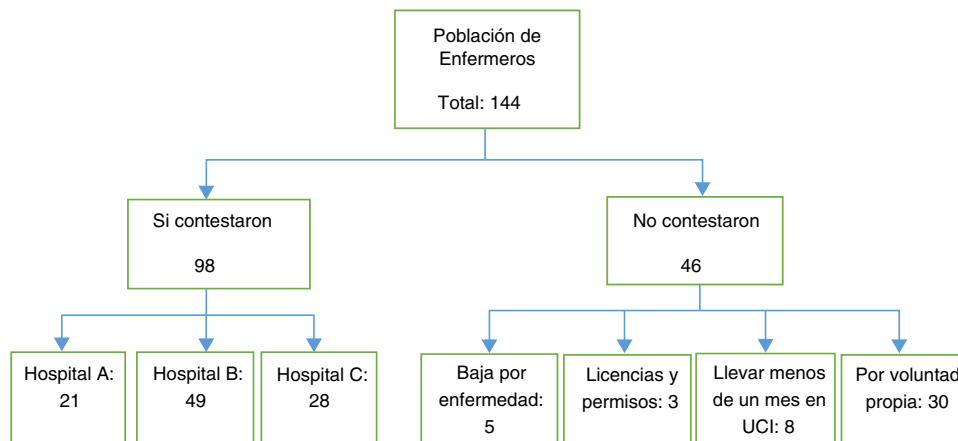 Población de
Enfermeros
Total: 144
Si contestaron
98
No contestaron
46
Hospital A:
21
Hospital B:
49
Hospital C:
28
Baja por
enfermedad:
5
Licencias y
permisos: 3
Llevar menos
de un mes en
UCI: 8
Por voluntad
propia: 30